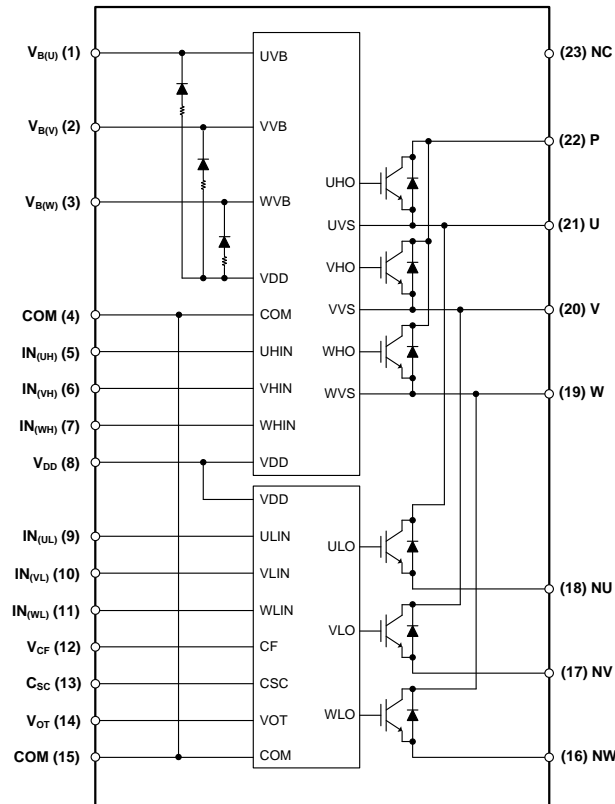 V_B(U) (1)
V_B(V) (2)
V_B(W) (3)
COM (4)
IN_(UH) (5)
IN_(VH) (6)
IN_(WH) (7)
V_DD (8)
IN_(UL) (9)
IN_(VL) (10)
IN_(WL) (11)
V_CF (12)
C_SC (13)
V_OT (14)
COM (15)
UVB
VVB
WVB
VDD
COM
UHIN
VHIN
WHIN
VDD
UHO
UVS
VHO
VVS
WHO
WVS
VDD
ULIN
VLIN
WLIN
CF
CSC
VOT
COM
ULO
VLO
WLO
(23) NC
(22) P
(21) U
(20) V
(19) W
(18) NU
(17) NV
(16) NW